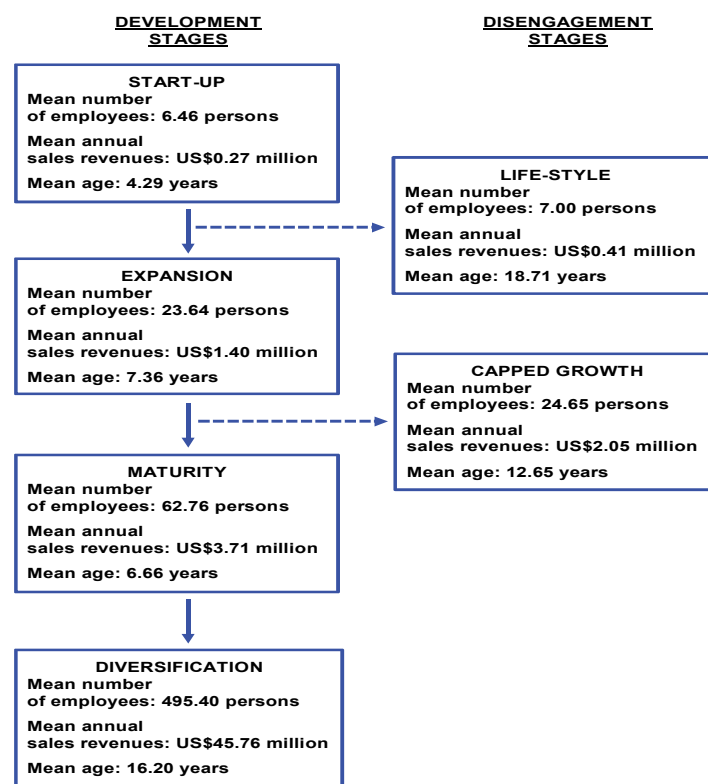 DEVELOPMENT
STAGES
START-UP
Mean number
of employees: 6.46 persons
Mean annual
sales revenues: US$0.27 million
Mean age: 4.29 years
EXPANSION
Mean number
of employees: 23.64 persons
Mean annual
sales revenues: US$1.40 million
Mean age: 7.36 years
MATURITY
Mean number
of employees: 62.76 persons
Mean annual
sales revenues: US$3.71 million
Mean age: 6.66 years
DIVERSIFICATION
Mean number
of employees: 495.40 persons
Mean annual
sales revenues: US$45.76 million
Mean age: 16.20 years
DISENGAGEMENT
STAGES
LIFE-STYLE
Mean number
of employees: 7.00 persons
Mean annual
sales revenues: US$0.41 million
Mean age: 18.71 years
CAPPED GROWTH
Mean number
of employees: 24.65 persons
Mean annual
sales revenues: US$2.05 million
Mean age: 12.65 years